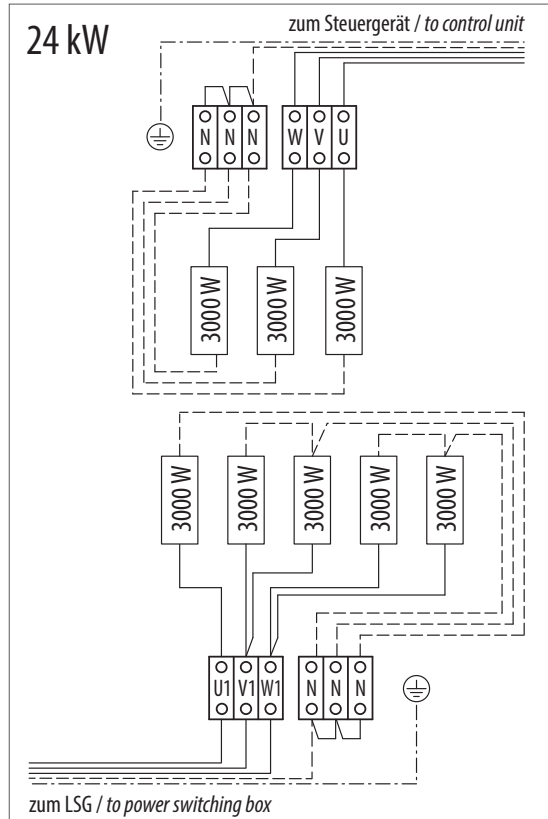 24 kW
zum Steuergerät / to control unit
N N N W V U
3000 W 3000 W 3000 W
3000 W 3000 W 3000 W 3000 W 3000 W
U1 V1 W1 N N N
zum LSG / to power switching box